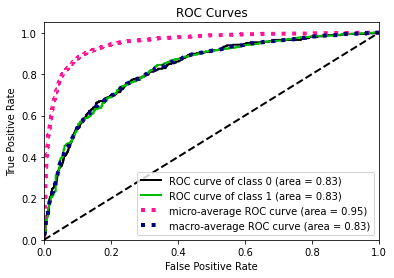 ROC Curves
True Positive Rate
1.0
0.8
0.6
0.4
0.2
0.0
ROC curve of class 0 (area = 0.83)
ROC curve of class 1 (area = 0.83)
micro-average ROC curve (area = 0.95)
macro-average ROC curve (area = 0.83)
0.0 0.2 0.4 0.6 0.8 1.0
False Positive Rate